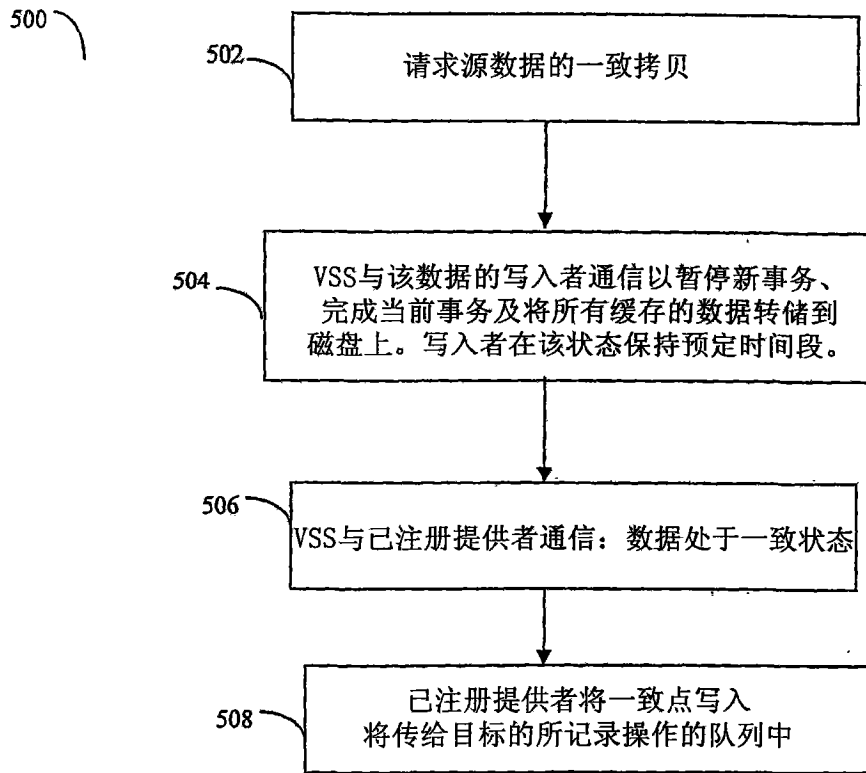 500
502
请求源数据的一致拷贝
504
VSS与该数据的写入者通信以暂停新事务、
完成当前事务及将所有缓存的数据转储到
磁盘上。写入者在该状态保持预定时间段。
506
VSS与已注册提供者通信：数据处于一致状态
508
已注册提供者将一致点写入
将传给目标的所记录操作的队列中